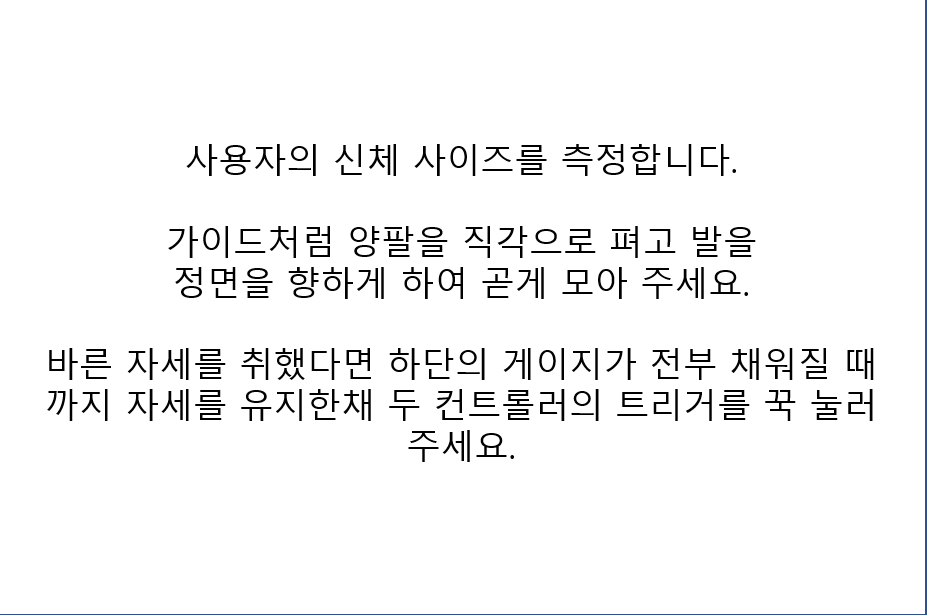 사용자의 신체 사이즈를 측정합니다.
가이드처럼 양팔을 직각으로 펴고 발을
정면을 향하게 하여 곧게 모아 주세요.
바른 자세를 취했다면 하단의 게이지가 전부 채워질 때
까지 자세를 유지한채 두 컨트롤러의 트리거를 꾹 눌러
주세요.